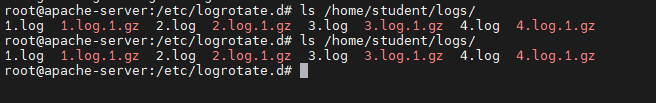 root@apache-server:/etc/logrotate.d# ls /home/student/logs/
1.log 1.log.1.gz 2.log 2.log.1.gz 3.log 3.log.1.gz 4.log 4.log.1.gz
root@apache-server:/etc/logrotate.d# ls /home/student/logs/
1.log 1.log.1.gz 2.log 2.log.1.gz 3.log 3.log.1.gz 4.log 4.log.1.gz
root@apache-server:/etc/logrotate.d#